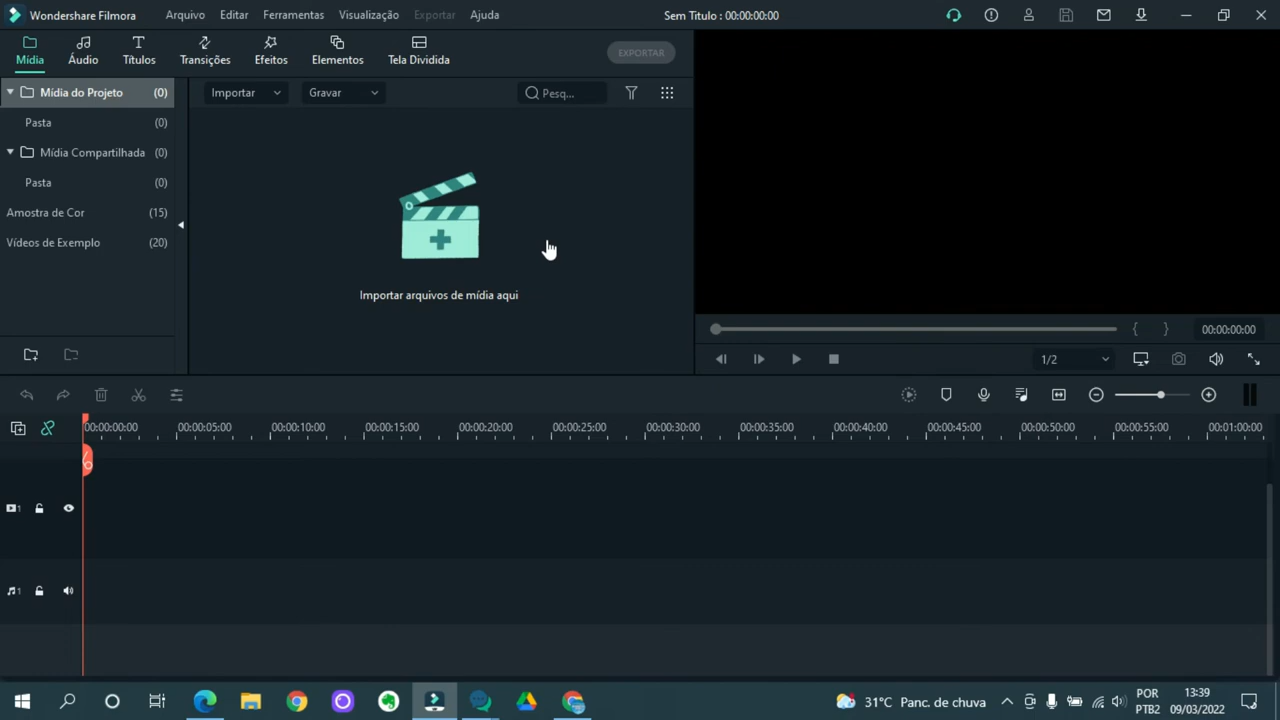 Wondershare Filmora
Arquivo
Editar
Ferramentas
Visualização
Exportar
Ajuda
Sem Titulo : 00:00:00:00
Mídia
Áudio
Títulos
Transições
Efeitos
Elementos
Tela Dividida
EXPORTAR
Mídia do Projeto (0)
Pasta (0)
Mídia Compartilhada (0)
Pasta (0)
Amostra de Cor (15)
Vídeos de Exemplo (20)
Importar
Gravar
Pesq...
Importar arquivos de mídia aqui
{ }
00:00:00:00
1/2
00:00:00:00
00:00:05:00
00:00:10:00
00:00:15:00
00:00:20:00
00:00:25:00
00:00:30:00
00:00:35:00
00:00:40:00
00:00:45:00
00:00:50:00
00:00:55:00
00:01:00:00
1
1
31°C Panc. de chuva
POR
PTB2
13:39
09/03/2022